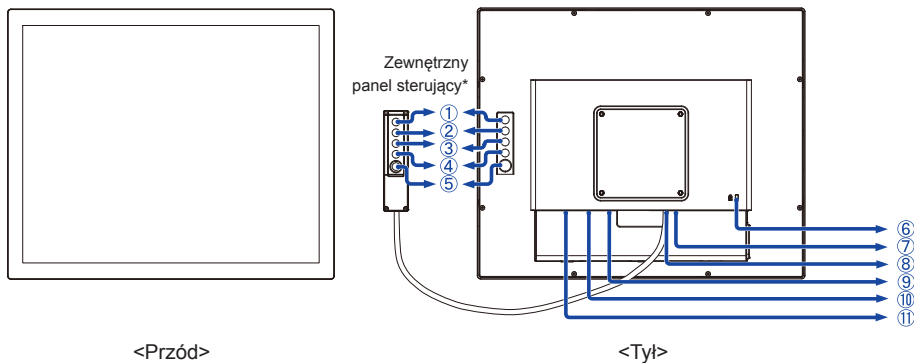 Zewnętrzny
panel sterujący*
①
②
③
④
⑤
⑥
⑦
⑧
⑨
⑩
⑪
<Przód>
<Tył>